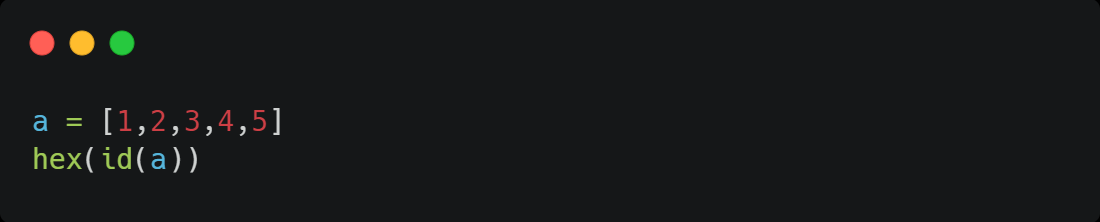 a = [1,2,3,4,5]
hex(id(a))